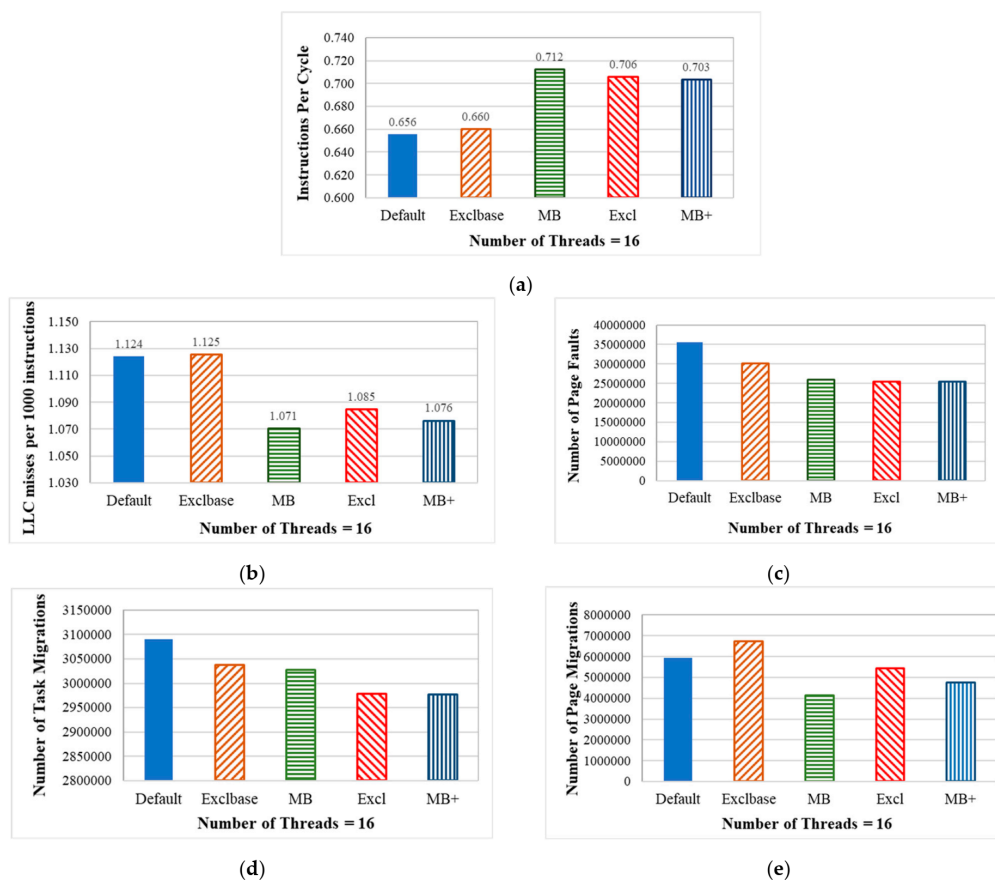 Instructions Per Cycle
0.740
0.720
0.700
0.680
0.660
0.640
0.620
0.600
0.656
0.660
0.712
0.706
0.703
Default Exclbase MB Excl MB+
Number of Threads = 16
(a)
LLC misses per 1000 instructions
1.150
1.130
1.110
1.090
1.070
1.050
1.030
1.124
1.125
1.071
1.085
1.076
Default Exclbase MB Excl MB+
Number of Threads = 16
(b)
Number of Page Faults
40000000
35000000
30000000
25000000
20000000
15000000
10000000
5000000
0
Default Exclbase MB Excl MB+
Number of Threads = 16
(c)
Number of Task Migrations
3150000
3100000
3050000
3000000
2950000
2900000
2850000
2800000
Default Exclbase MB Excl MB+
Number of Threads = 16
(d)
Number of Page Migrations
8000000
7000000
6000000
5000000
4000000
3000000
2000000
1000000
0
Default Exclbase MB Excl MB+
Number of Threads = 16
(e)